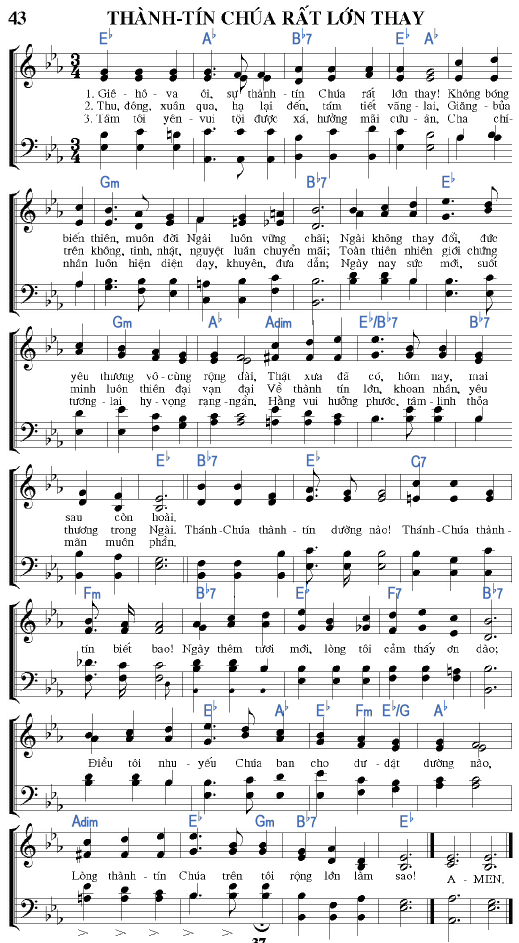 43 THÀNH-TÍN CHÚA RẤT LỚN THAY
E♭ A♭ B♭7 E♭ A♭
1. Giê-hô-va ôi, sự thành-tín Chúa rất lớn thay! Không bóng
2. Thu, đông, xuân qua, hạ lại đến, tám tiết vãng-lai, Giăng-bủa
3. Tâm tôi yên-vui tội được xá, hưởng mãi cứu-ân, Cha chí-
Gm B♭7 E♭
biến thiên, muôn đời Ngài luôn vững chãi; Ngài không thay đổi, đức
trên không, tinh, nhật, nguyệt luân chuyển mãi; Toàn thiên nhiên giới chứng
nhân luôn hiện diện dạy, khuyên, đưa dẫn; Ngày nay sức mới, suốt
Gm A♭ Adim E♭/B♭7 B♭7
yêu thương vô-cùng rộng dài, Thật xưa đã có, hôm nay, mai
minh luôn thiên đại vạn đại Về thành tín lớn, khoan nhân, yêu
tương-lai hy-vọng rạng-ngần, Hằng vui hưởng phước, tâm-linh thỏa
E♭ B♭7 E♭ C7
sau còn hoài.
thương trong Ngài. Thánh-Chúa thành-tín dường nào! Thánh-Chúa thành-
mãn muôn phần.
Fm B♭7 E♭ F7 B♭7
tín biết bao! Ngày thêm tươi mới, lòng tôi cảm thấy ơn dào;
E♭ A♭ E♭ Fm E♭/G A♭
Điều tôi nhu-yếu Chúa ban cho dư-dật dường nào,
Adim E♭ Gm B♭7 E♭
Lòng thành-tín Chúa trên tôi rộng lớn lắm sao! A-MEN.
37